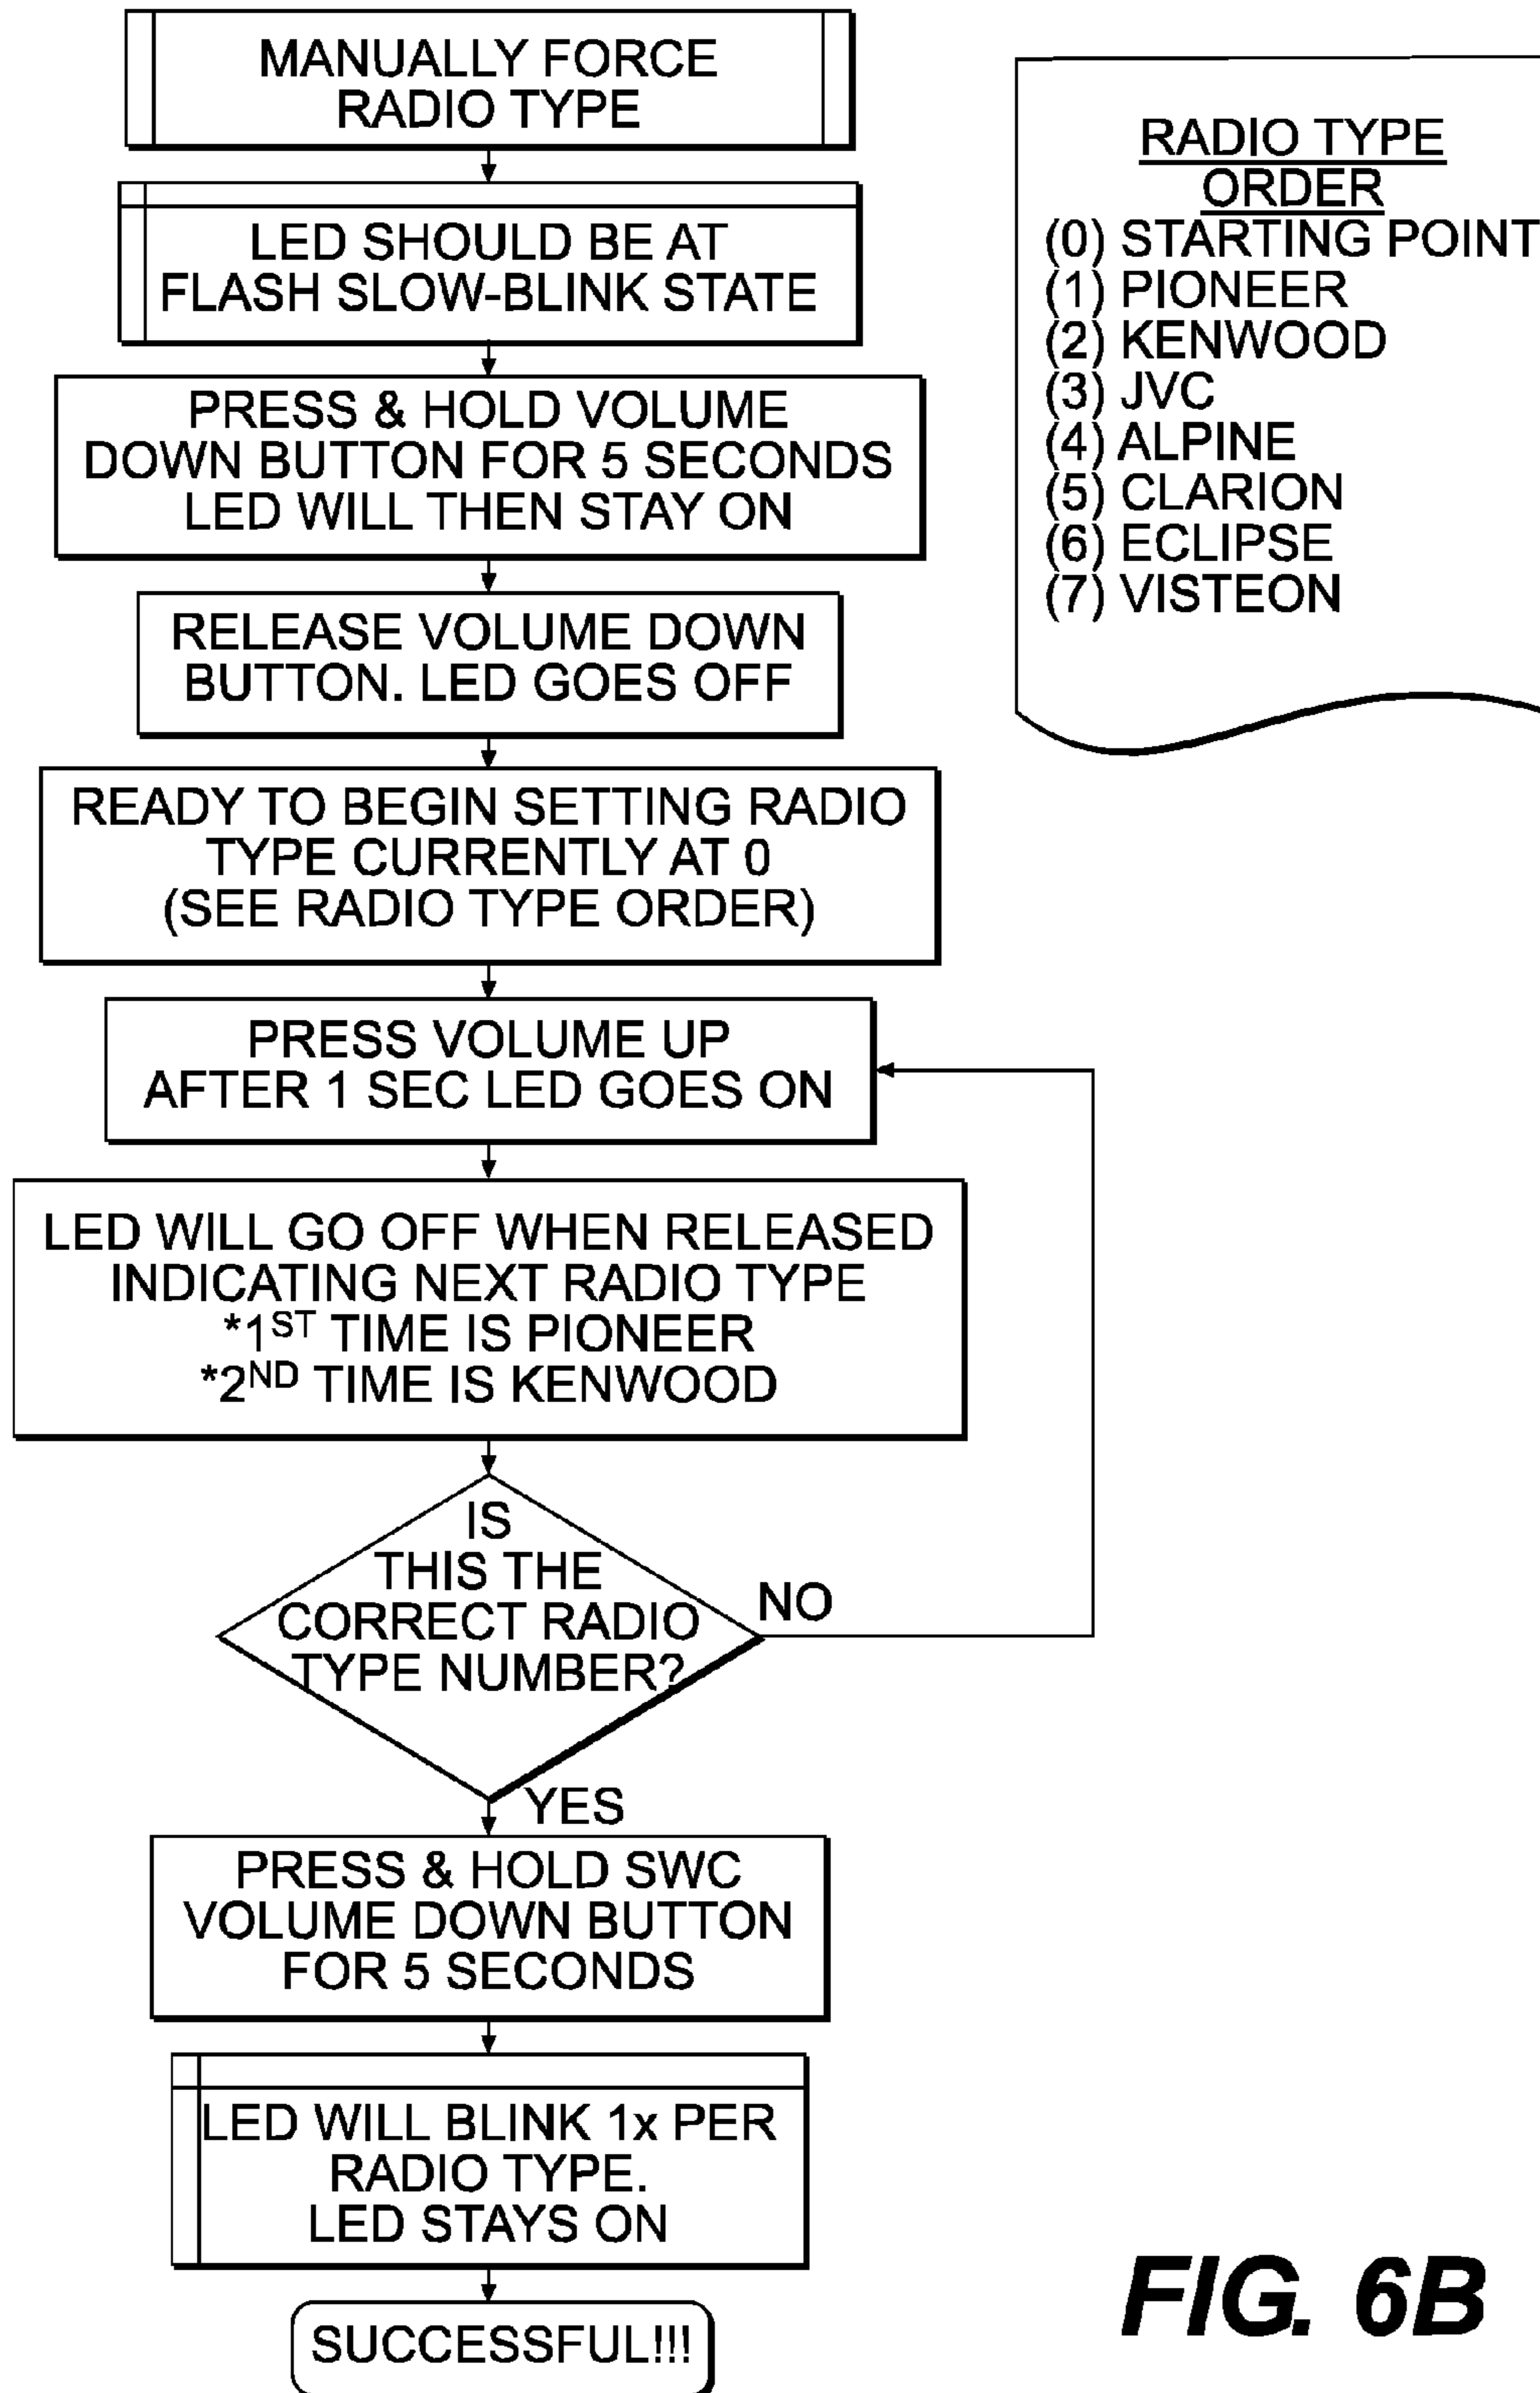 MANUALLY FORCE
RADIO TYPE
LED SHOULD BE AT
FLASH SLOW-BLINK STATE
PRESS & HOLD VOLUME
DOWN BUTTON FOR 5 SECONDS
LED WILL THEN STAY ON
RELEASE VOLUME DOWN
BUTTON. LED GOES OFF
READY TO BEGIN SETTING RADIO
TYPE CURRENTLY AT 0
(SEE RADIO TYPE ORDER)
PRESS VOLUME UP
AFTER 1 SEC LED GOES ON
LED WILL GO OFF WHEN RELEASED
INDICATING NEXT RADIO TYPE
*1ST TIME IS PIONEER
*2ND TIME IS KENWOOD
IS
THIS THE
CORRECT RADIO
TYPE NUMBER?
NO
YES
PRESS & HOLD SWC
VOLUME DOWN BUTTON
FOR 5 SECONDS
LED WILL BLINK 1x PER
RADIO TYPE.
LED STAYS ON
SUCCESSFUL!!!
RADIO TYPE
ORDER
(0) STARTING POINT
(1) PIONEER
(2) KENWOOD
(3) JVC
(4) ALPINE
(5) CLARION
(6) ECLIPSE
(7) VISTEON
FIG. 6B